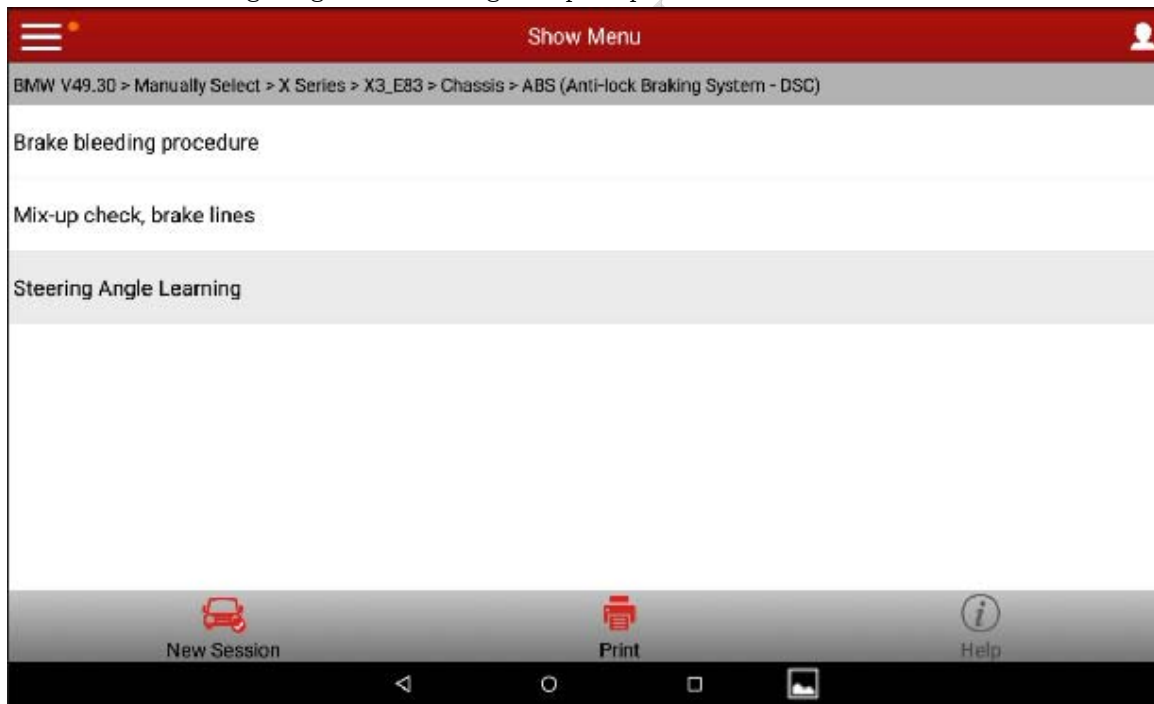 Show Menu
BMW V49.30 > Manually Select > X Series > X3_E83 > Chassis > ABS (Anti-lock Braking System - DSC)
Brake bleeding procedure
Mix-up check, brake lines
Steering Angle Learning
New Session
Print
Help